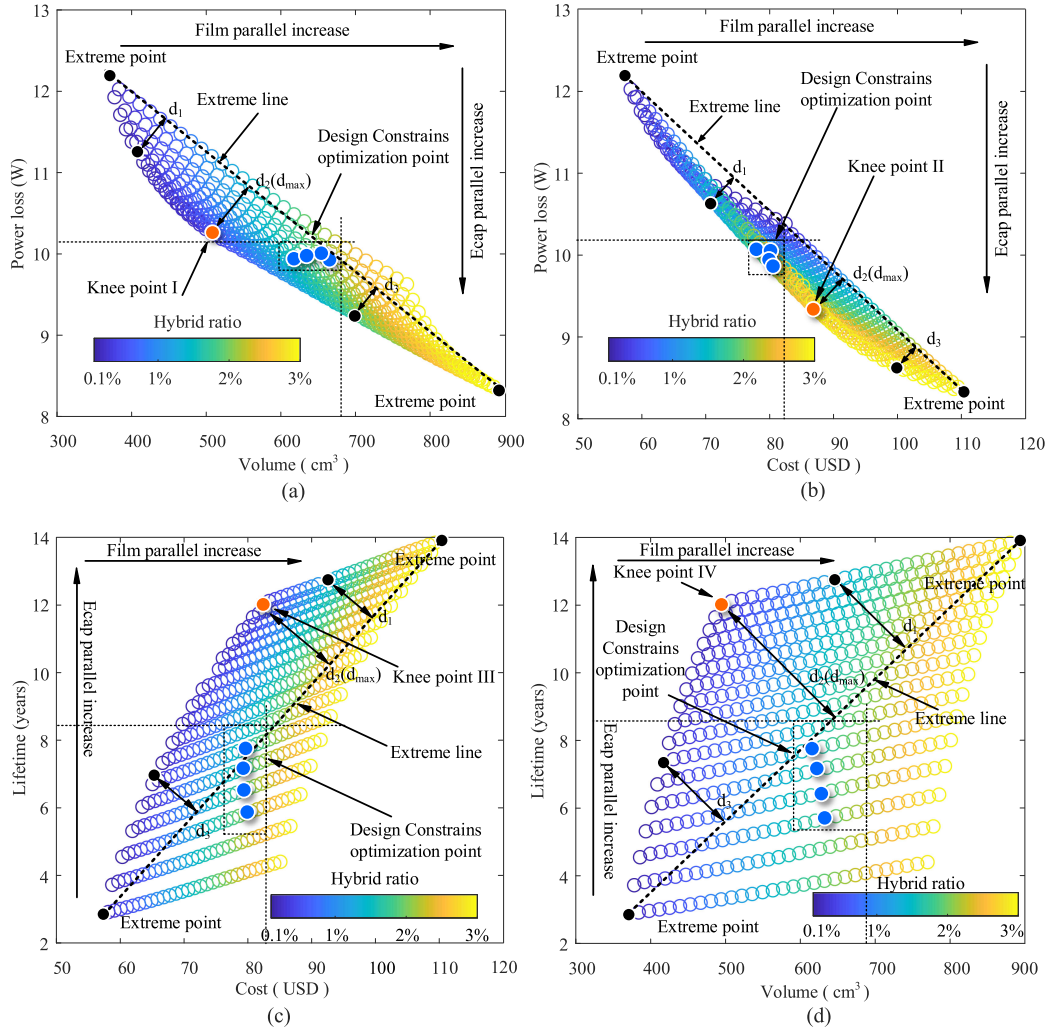 Film parallel increase
Extreme point
Extreme line
d1
Design Constrains
optimization point
d2(dmax)
Ecap parallel increase
Knee point I
d3
Hybrid ratio
0.1% 1% 2% 3%
Extreme point
Power loss (W)
13
12
11
10
9
8
300 400 500 600 700 800 900
Volume ( cm3 )
(a)
Film parallel increase
Extreme point
Design Constrains
optimization point
Extreme line
d1
Knee point II
Ecap parallel increase
d2(dmax)
d3
Hybrid ratio
0.1% 1% 2% 3%
Extreme point
Power loss (W)
13
12
11
10
9
8
50 60 70 80 90 100 110 120
Cost ( USD )
(b)
Film parallel increase
Extreme point
Ecap parallel increase
d1
Knee point III
d2(dmax)
Extreme line
d3
Design Constrains
optimization point
Hybrid ratio
0.1% 1% 2% 3%
Extreme point
Lifetime (years)
14
12
10
8
6
4
2
50 60 70 80 90 100 110 120
Cost ( USD )
(c)
Film parallel increase
Knee point IV
Extreme point
Design
Constrains
optimization
point
d1
d2(dmax)
Extreme line
Ecap parallel increase
d3
Hybrid ratio
0.1% 1% 2% 3%
Extreme point
Lifetime (years)
14
12
10
8
6
4
2
300 400 500 600 700 800 900
Volume ( cm3 )
(d)